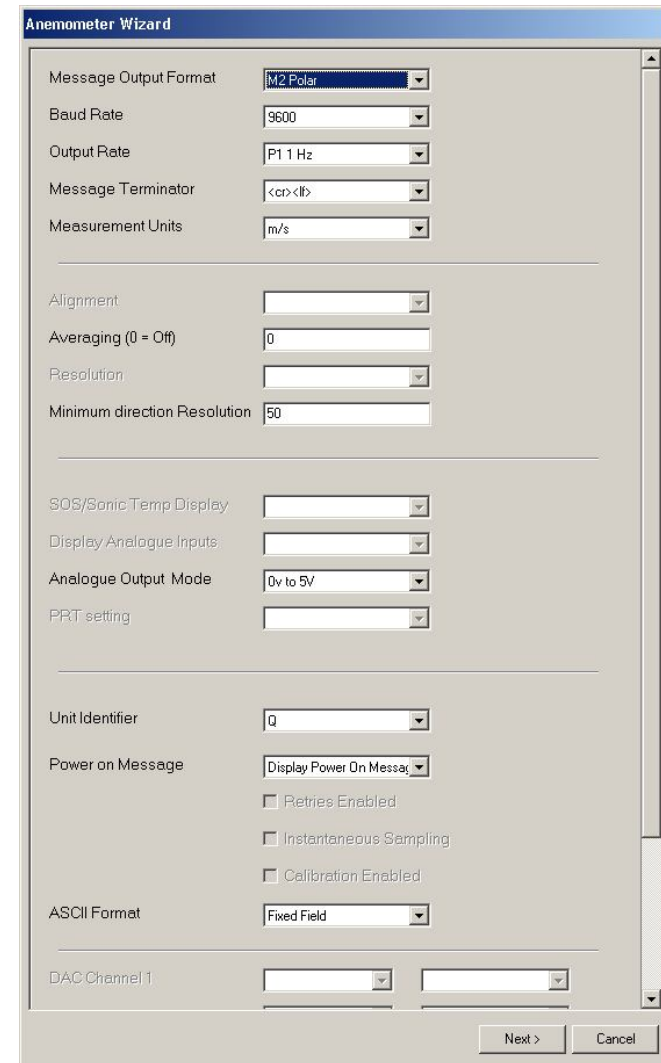 Anemometer Wizard
Message Output Format M2 Polar
Baud Rate 9600
Output Rate P1 1 Hz
Message Terminator <cr><lf>
Measurement Units m/s
Alignment
Averaging (0 = Off) 0
Resolution
Minimum direction Resolution 50
SOS/Sonic Temp Display
Display Analogue Inputs
Analogue Output Mode 0v to 5V
PRT setting
Unit Identifier Q
Power on Message Display Power On Messag
Retries Enabled
Instantaneous Sampling
Calibration Enabled
ASCII Format Fixed Field
DAC Channel 1
Next > Cancel